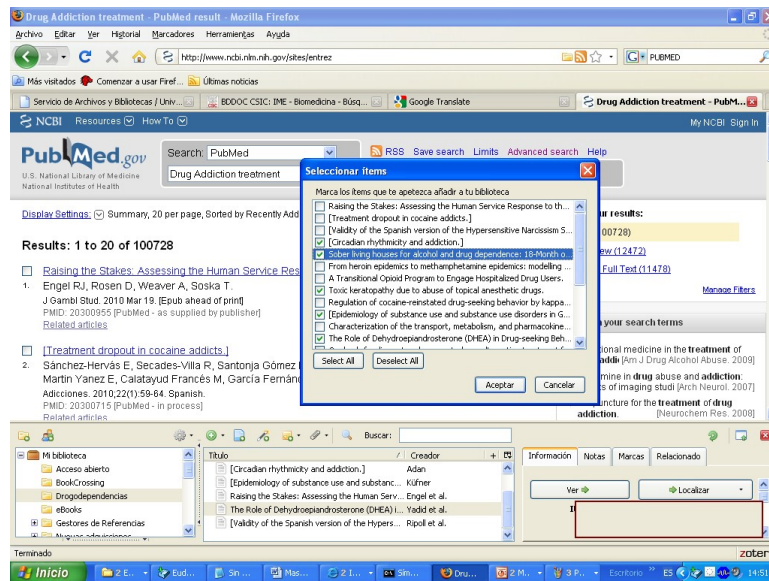 Drug Addiction treatment - PubMed result - Mozilla Firefox
Archivo Editar Ver Historial Marcadores Herramientas Ayuda
http://www.ncbi.nlm.nih.gov/sites/entrez
PUBMED
Más visitados Comenzar a usar Firef... Últimas noticias
Servicio de Archivos y Bibliotecas / Univ... BDDOC CSIC: IME - Biomedicina - Búsq... Google Translate Drug Addiction treatment - PubM...
NCBI Resources How To My NCBI Sign In
PubMed.gov
U.S. National Library of Medicine
National Institutes of Health
Search: PubMed
RSS Save search Limits Advanced search Help
Drug Addiction treatment
Display Settings: Summary, 20 per page, Sorted by Recently Add
Results: 1 to 20 of 100728
Raising the Stakes: Assessing the Human Service Res
1. Engel RJ, Rosen D, Weaver A, Soska T.
J Gambl Stud. 2010 Mar 19. [Epub ahead of print]
PMID: 20300955 [PubMed - as supplied by publisher]
Related articles
[Treatment dropout in cocaine addicts.]
2. Sánchez-Hervás E, Secades-Villa R, Santonja Gómez
Martin Yanez E, Calatayud Francés M, García Fernánd
Adicciones. 2010;22(1):59-64. Spanish.
PMID: 20300715 [PubMed - in process]
Related articles
Seleccionar ítems
Marca los ítems que te apetezca añadir a tu biblioteca
Raising the Stakes: Assessing the Human Service Response to th...
[Treatment dropout in cocaine addicts.]
[Validity of the Spanish version of the Hypersensitive Narcissism S...
[Circadian rhythmicity and addiction.]
Sober living houses for alcohol and drug dependence: 18-Month o...
From heroin epidemics to methamphetamine epidemics: modelling ...
A Transitional Opioid Program to Engage Hospitalized Drug Users.
Toxic keratopathy due to abuse of topical anesthetic drugs.
Regulation of cocaine-reinstated drug-seeking behavior by kappa...
[Epidemiology of substance use and substance use disorders in G...
Characterization of the transport, metabolism, and pharmacokine...
The Role of Dehydroepiandrosterone (DHEA) in Drug-seeking Beh...
Select All Deselect All
Aceptar Cancelar
ur results:
00728)
ew (12472)
Full Text (11478)
Manage Filters
your search terms
ional medicine in the treatment of
addi [Am J Drug Alcohol Abuse. 2009]
mine in drug abuse and addiction:
s of imaging studi [Arch Neurol. 2007]
uncture for the treatment of drug
addiction. [Neurochem Res. 2008]
Buscar:
Mi biblioteca
Acceso abierto
BookCrossing
Drogodependencias
eBooks
Gestores de Referencias
Nuevas adquisiciones
Título Creador
[Circadian rhythmicity and addiction.] Adan
[Epidemiology of substance use and substanc... Küfner
Raising the Stakes: Assessing the Human Serv... Engel et al.
The Role of Dehydroepiandrosterone (DHEA) i... Yadid et al.
[Validity of the Spanish version of the Hypers... Ripoll et al.
Información Notas Marcas Relacionado
Ver Localizar
Terminado
zoter
Inicio 2 E... Eud... Sin ... Mas... 2 I... Sim... Dru... 2 M... 3 P... Escritorio ES 14:51